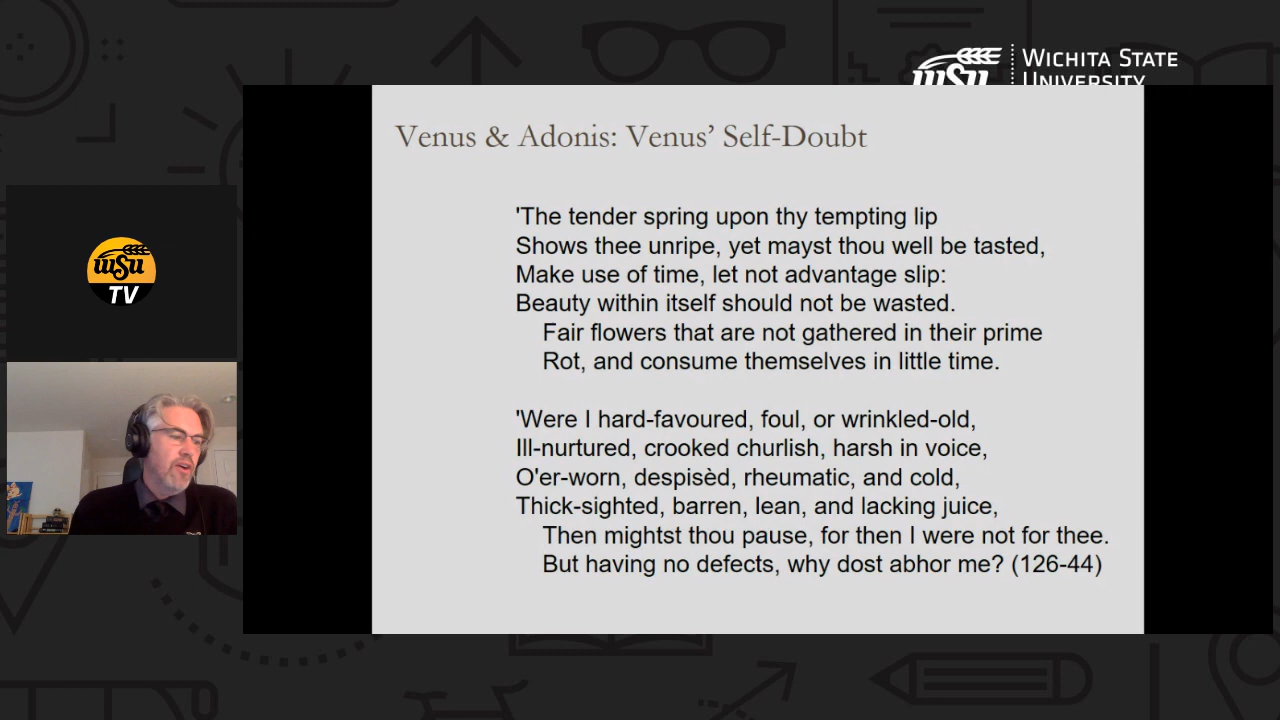 WSU
WICHITA STATE
UNIVERSITY
Venus & Adonis: Venus’ Self-Doubt
'The tender spring upon thy tempting lip
Shows thee unripe, yet mayst thou well be tasted,
Make use of time, let not advantage slip:
Beauty within itself should not be wasted.
Fair flowers that are not gathered in their prime
Rot, and consume themselves in little time.
'Were I hard-favoured, foul, or wrinkled-old,
Ill-nurtured, crooked churlish, harsh in voice,
O'er-worn, despisèd, rheumatic, and cold,
Thick-sighted, barren, lean, and lacking juice,
Then mightst thou pause, for then I were not for thee.
But having no defects, why dost abhor me? (126-44)
WSU
TV